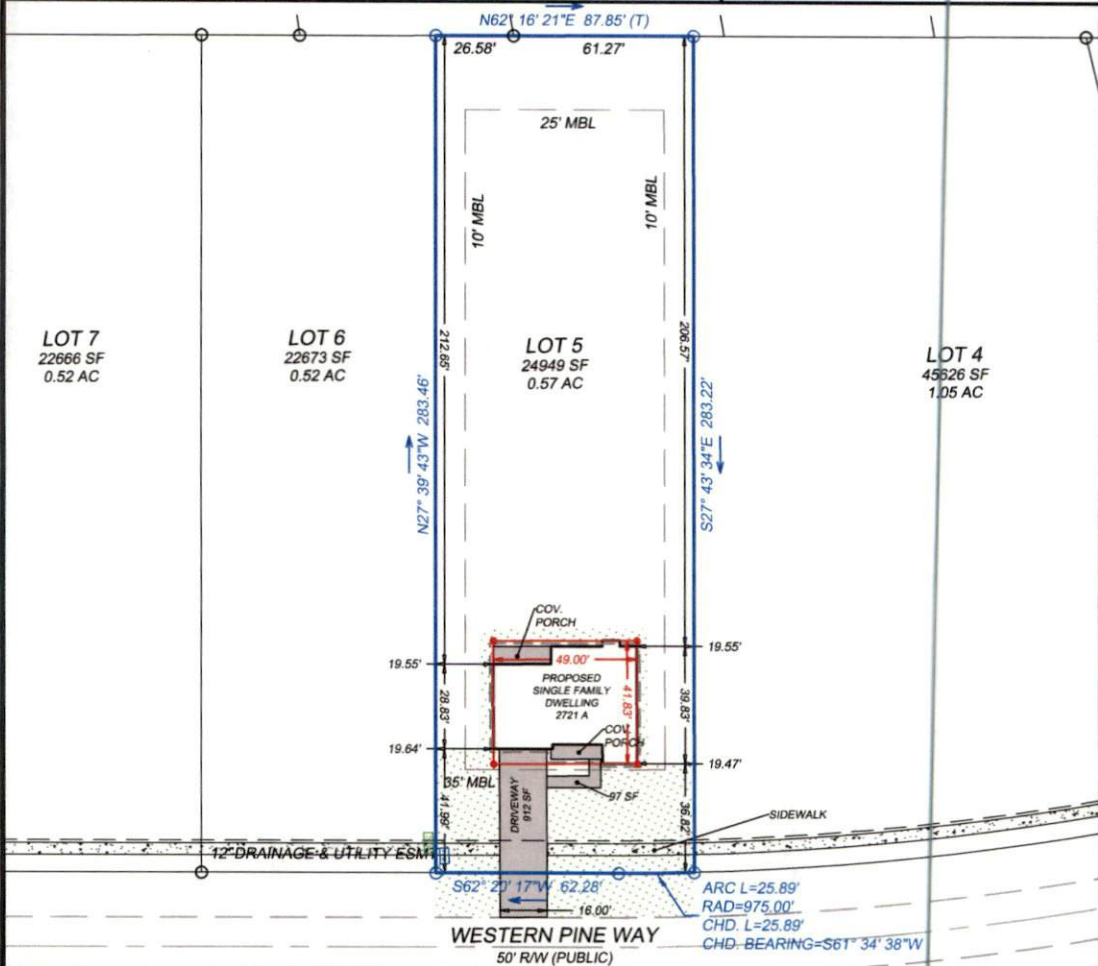 N62° 16' 21"E 87.85' (T)
26.58' 61.27'
25' MBL
10' MBL
10' MBL
LOT 7
22666 SF
0.52 AC
LOT 6
22673 SF
0.52 AC
LOT 5
24949 SF
0.57 AC
LOT 4
45626 SF
1.05 AC
212.65'
206.57'
N27° 39' 43"W 283.46'
S27° 43' 34"E 283.22'
COV.
PORCH
19.55'
49.00'
19.55'
PROPOSED
SINGLE FAMILY
DWELLING
2721 A
28.83'
41.83'
39.83'
COV.
PORCH
19.64'
19.47'
35' MBL
41.99'
DRIVEWAY
912 SF
97 SF
36.82'
SIDEWALK
12' DRAINAGE & UTILITY ESMT
S62° 20' 17"W 62.28'
16.00'
ARC L=25.89'
RAD=975.00'
CHD. L=25.89'
CHD. BEARING=S61° 34' 38"W
WESTERN PINE WAY
50' R/W (PUBLIC)